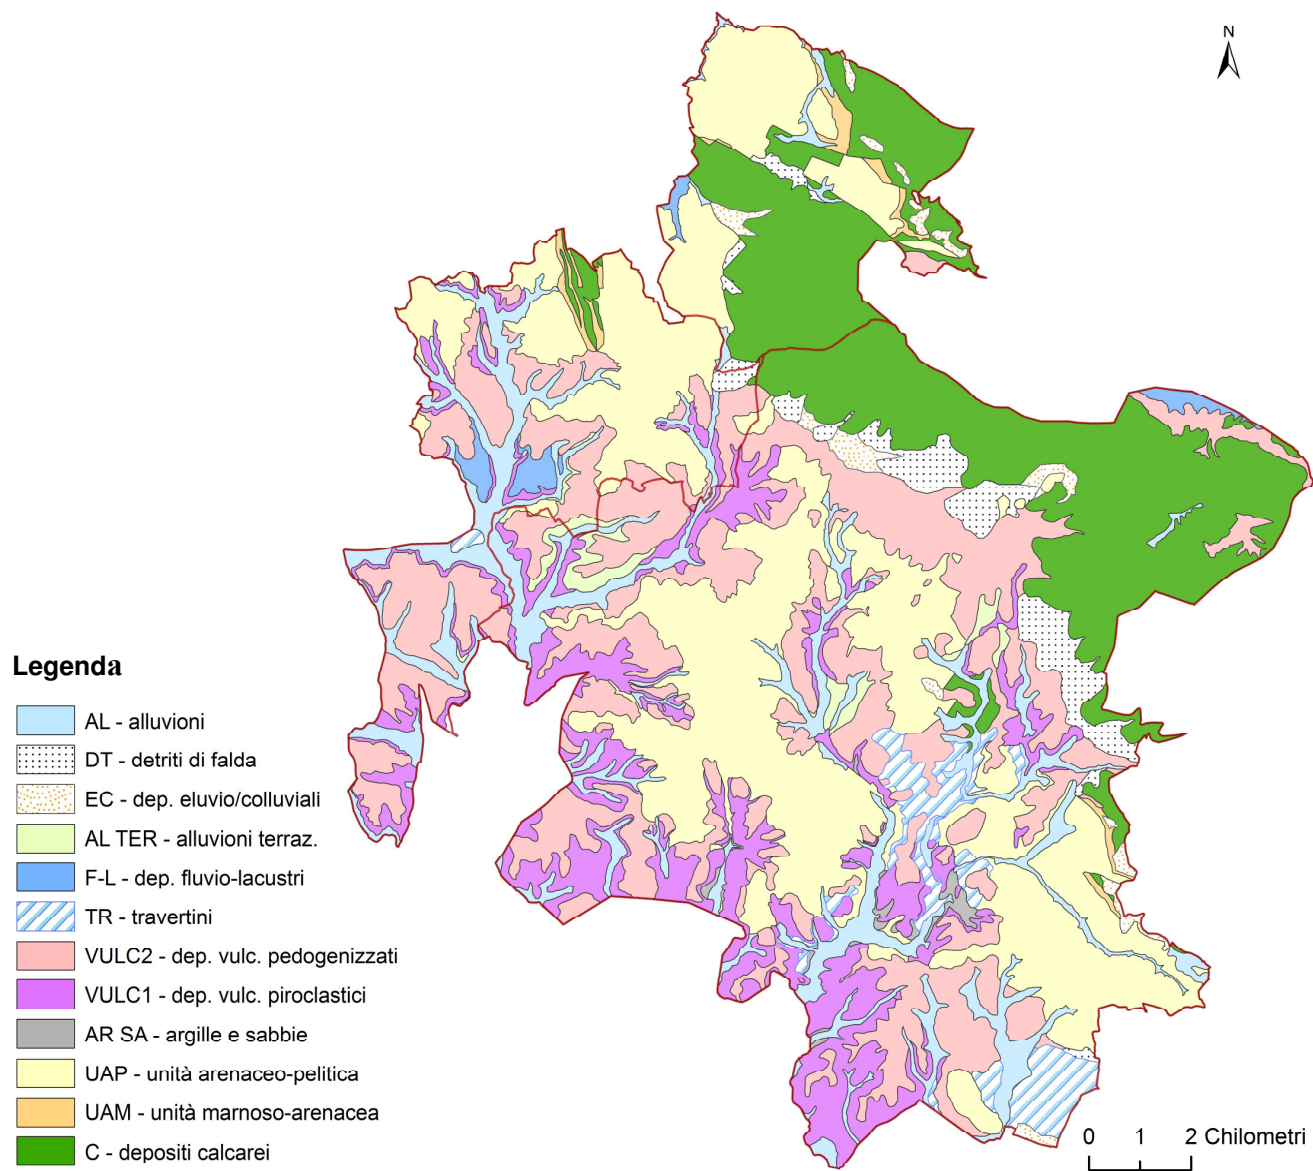 N
Legenda
AL - alluvioni
DT - detriti di falda
EC - dep. eluvio/colluviali
AL TER - alluvioni terraz.
F-L - dep. fluvio-lacustri
TR - travertini
VULC2 - dep. vulc. pedogenizzati
VULC1 - dep. vulc. piroclastici
AR SA - argille e sabbie
UAP - unità arenaceo-pelitica
UAM - unità marnoso-arenacea
C - depositi calcarei
0 1 2 Chilometri